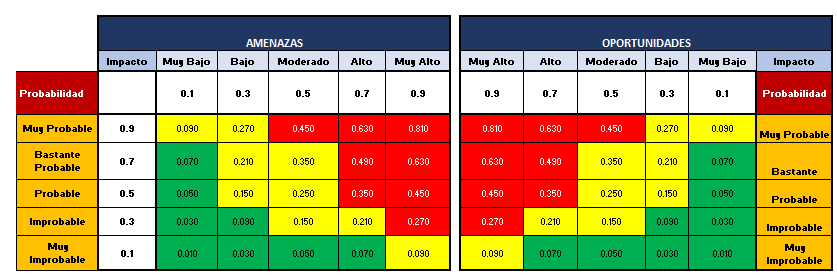 AMENAZAS OPORTUNIDADES
Impacto Muy Bajo Bajo Moderado Alto Muy Alto Muy Alto Alto Moderado Bajo Muy Bajo Impacto
Probabilidad 0.1 0.3 0.5 0.7 0.9 0.9 0.7 0.5 0.3 0.1 Probabilidad
Muy Probable 0.9 0.090 0.270 0.450 0.630 0.810 0.810 0.630 0.450 0.270 0.090 Muy Probable
Bastante
Probable 0.7 0.070 0.210 0.350 0.490 0.630 0.630 0.490 0.350 0.210 0.070 Bastante
Probable 0.5 0.050 0.150 0.250 0.350 0.450 0.450 0.350 0.250 0.150 0.050 Probable
Improbable 0.3 0.030 0.090 0.150 0.210 0.270 0.270 0.210 0.150 0.090 0.030 Improbable
Muy
Improbable 0.1 0.010 0.030 0.050 0.070 0.090 0.090 0.070 0.050 0.030 0.010 Muy
Improbable